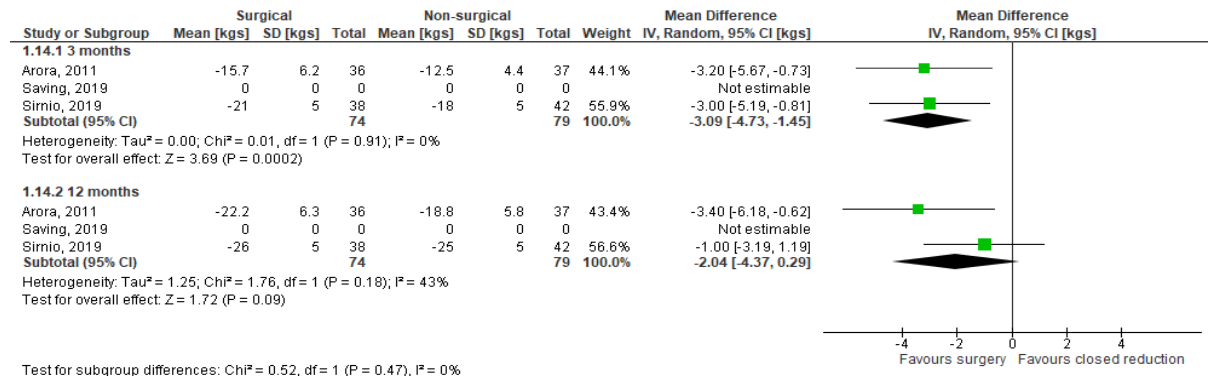 Surgical Non-surgical Mean Difference Mean Difference
Study or Subgroup Mean [kgs] SD [kgs] Total Mean [kgs] SD [kgs] Total Weight IV, Random, 95% CI [kgs] IV, Random, 95% CI [kgs]
1.14.1 3 months
Arora, 2011 -15.7 6.2 36 -12.5 4.4 37 44.1% -3.20 [-5.67, -0.73]
Saving, 2019 0 0 0 0 0 0 Not estimable
Sirnio, 2019 -21 5 38 -18 5 42 55.9% -3.00 [-5.19, -0.81]
Subtotal (95% CI) 74 79 100.0% -3.09 [-4.73, -1.45]
Heterogeneity: Tau² = 0.00; Chi² = 0.01, df = 1 (P = 0.91); I² = 0%
Test for overall effect: Z = 3.69 (P = 0.0002)
1.14.2 12 months
Arora, 2011 -22.2 6.3 36 -18.8 5.8 37 43.4% -3.40 [-6.18, -0.62]
Saving, 2019 0 0 0 0 0 0 Not estimable
Sirnio, 2019 -26 5 38 -25 5 42 56.6% -1.00 [-3.19, 1.19]
Subtotal (95% CI) 74 79 100.0% -2.04 [-4.37, 0.29]
Heterogeneity: Tau² = 1.25; Chi² = 1.76, df = 1 (P = 0.18); I² = 43%
Test for overall effect: Z = 1.72 (P = 0.09)
-4 -2 0 2 4
Favours surgery Favours closed reduction
Test for subgroup differences: Chi² = 0.52, df = 1 (P = 0.47), I² = 0%